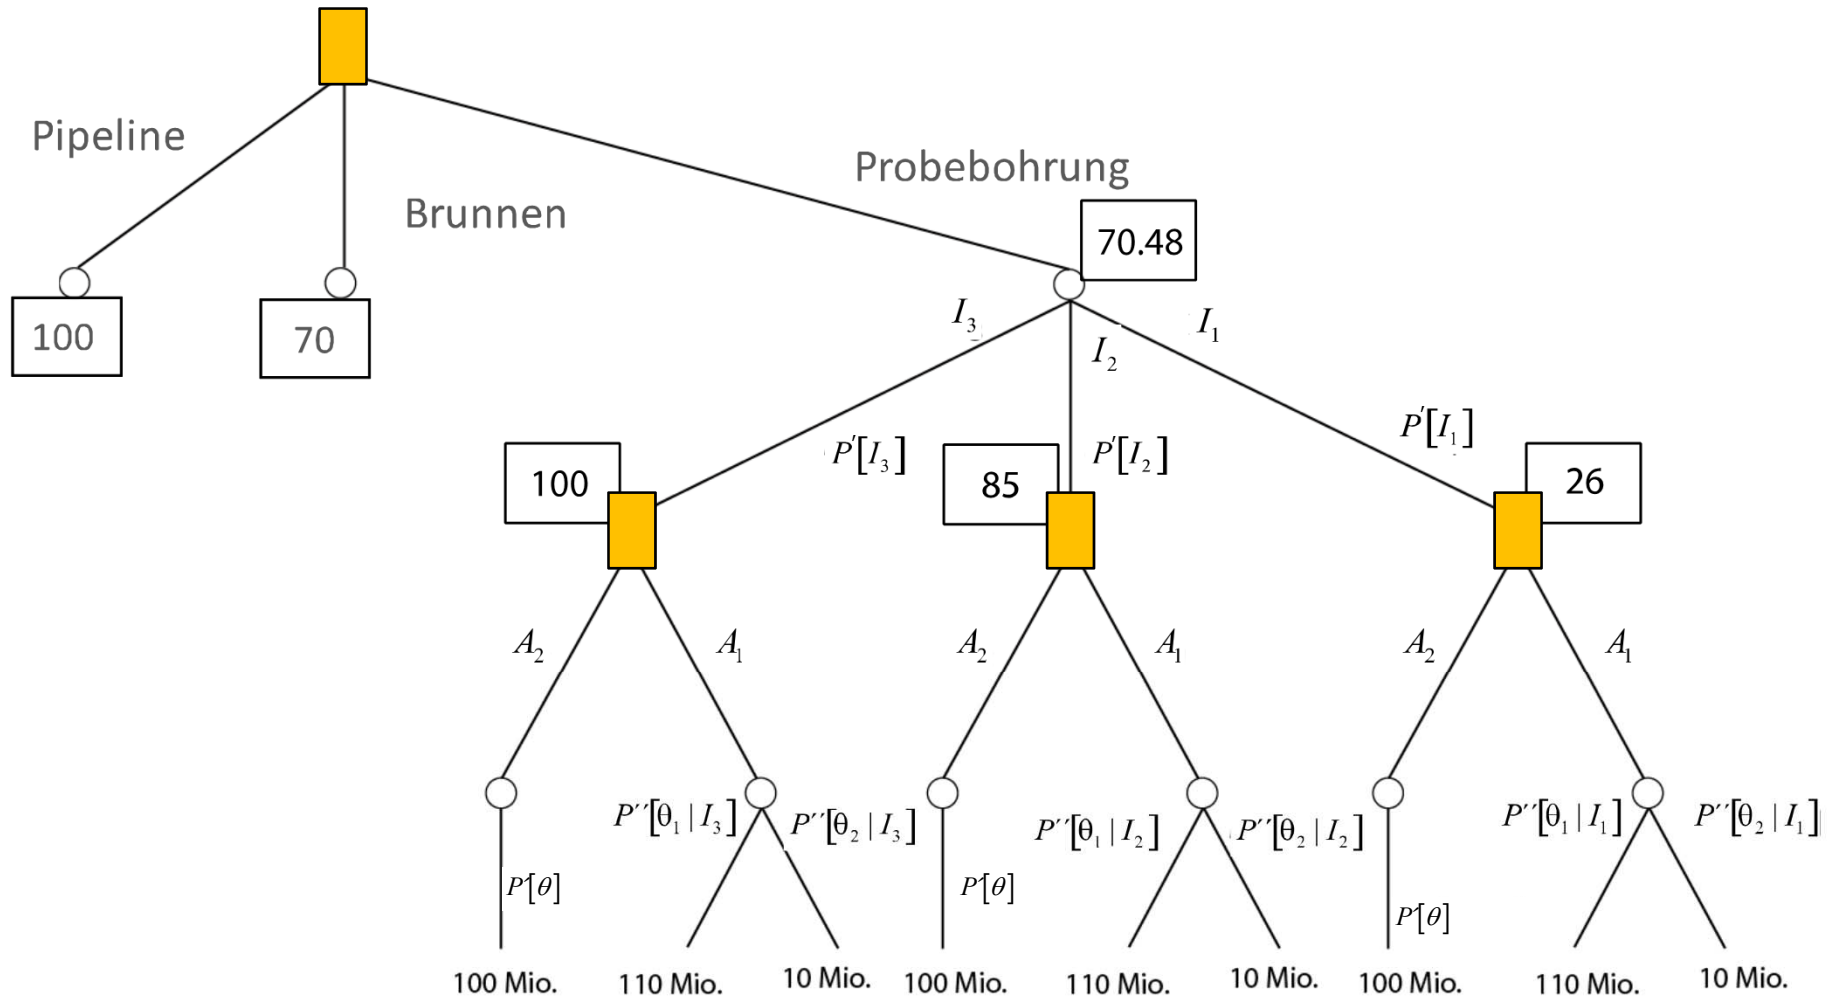 Pipeline
Probebohrung
Brunnen
70.48
100
70
I₃
I₂
I₁
P′[I₃]
P′[I₂]
P′[I₁]
100
85
26
A₂
A₁
A₂
A₁
A₂
A₁
P′′[θ₁ | I₃]
P′′[θ₂ | I₃]
P′′[θ₁ | I₂]
P′′[θ₂ | I₂]
P′′[θ₁ | I₁]
P′′[θ₂ | I₁]
P′[θ]
P′[θ]
P′[θ]
100 Mio.
110 Mio.
10 Mio.
100 Mio.
110 Mio.
10 Mio.
100 Mio.
110 Mio.
10 Mio.